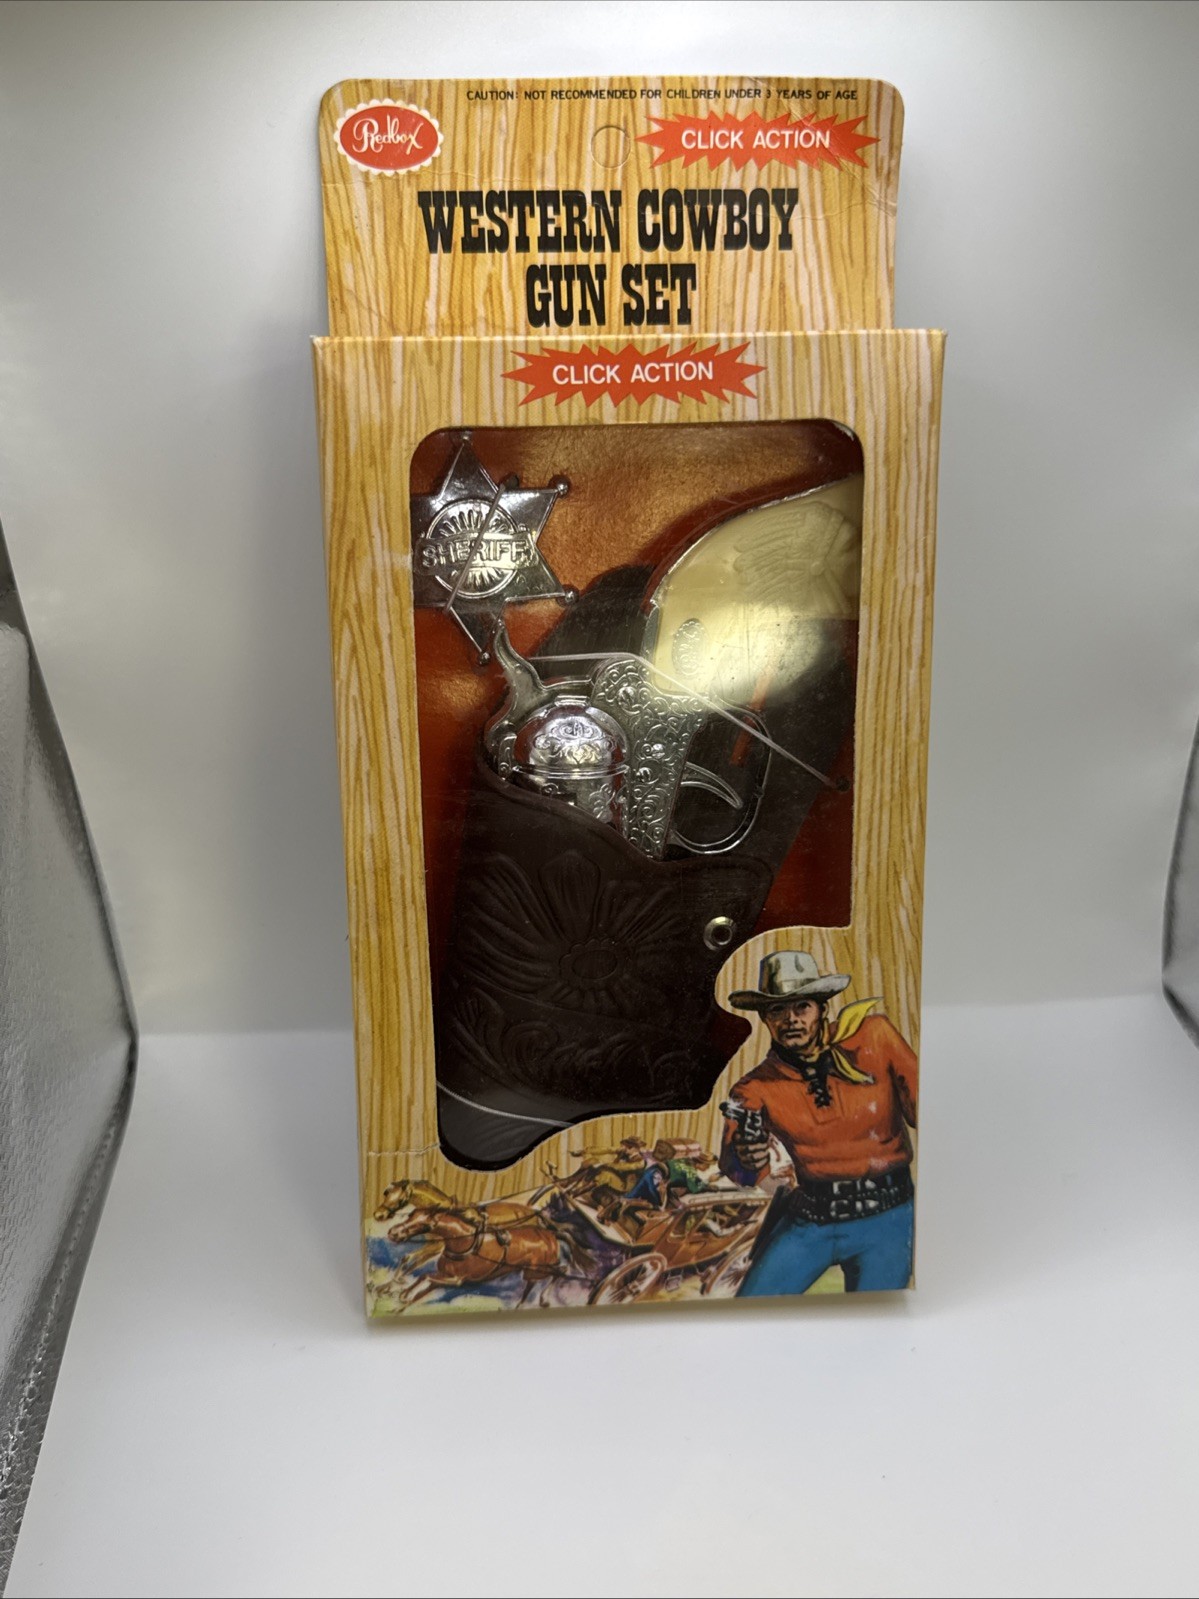 CAUTION: NOT RECOMMENDED FOR CHILDREN UNDER 3 YEARS OF AGE
Redbox
CLICK ACTION
WESTERN COWBOY
GUN SET
CLICK ACTION
SHERIFF